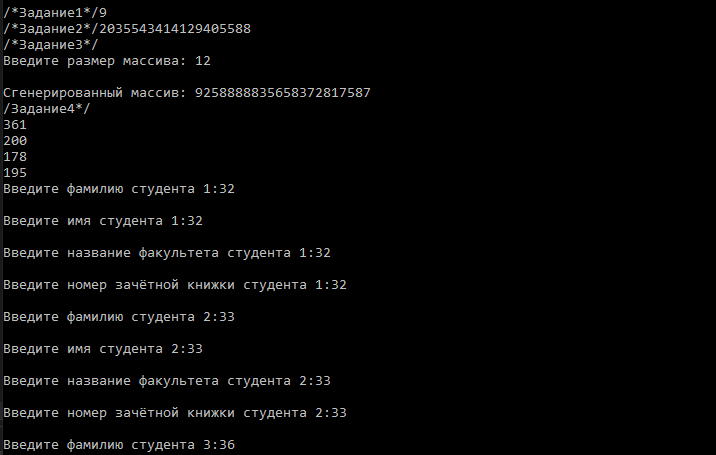 /*Задание1*/9
/*Задание2*/2035543414129405588
/*Задание3*/
Введите размер массива: 12
Сгенерированный массив: 9258888835658372817587
/Задание4*/
361
200
178
195
Введите фамилию студента 1:32
Введите имя студента 1:32
Введите название факультета студента 1:32
Введите номер зачётной книжки студента 1:32
Введите фамилию студента 2:33
Введите имя студента 2:33
Введите название факультета студента 2:33
Введите номер зачётной книжки студента 2:33
Введите фамилию студента 3:36